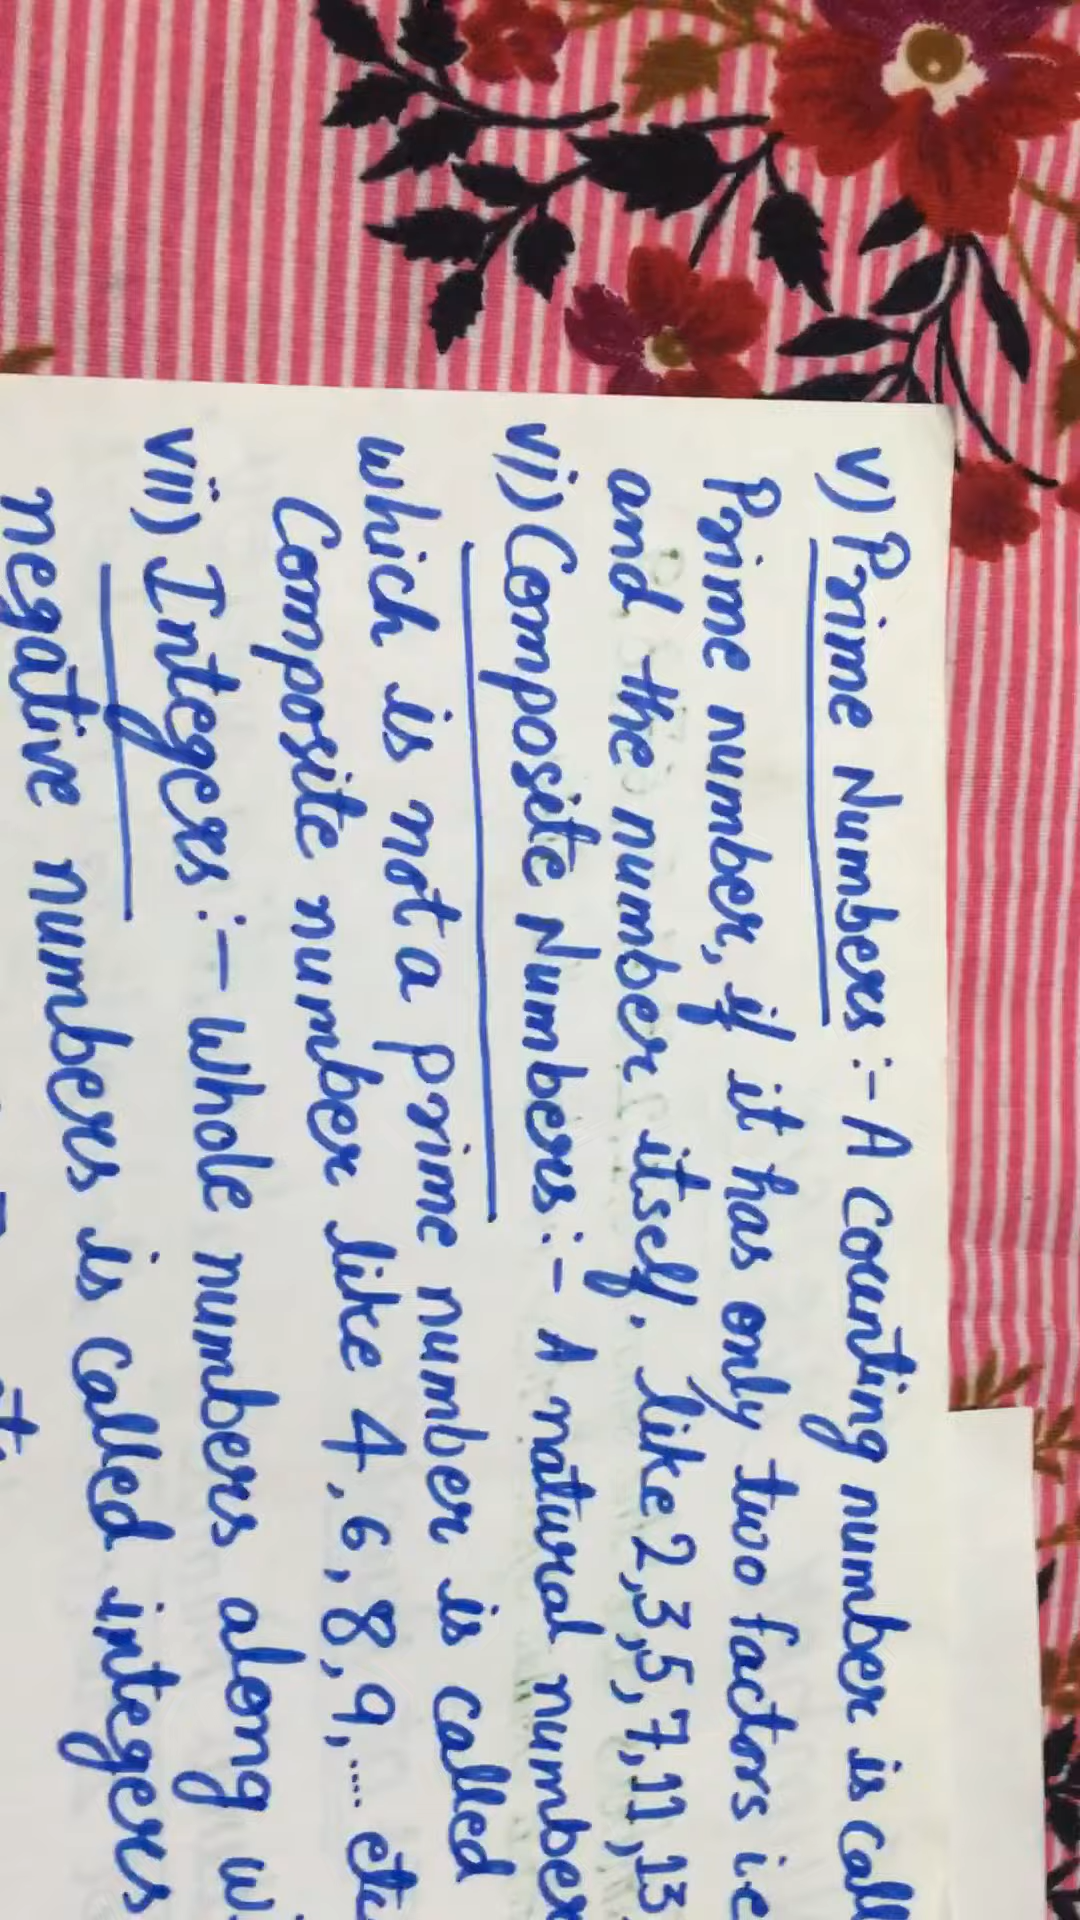 v) Prime Numbers :- A counting number is call
Prime number, if it has only two factors i.e
and the number itself. like 2,3,5,7,11,13
vi) Composite Numbers :- A natural number
which is not a prime number is called
Composite number like 4,6,8,9,.... etc
vii) Integers :- Whole numbers along wi
negative numbers is called integers